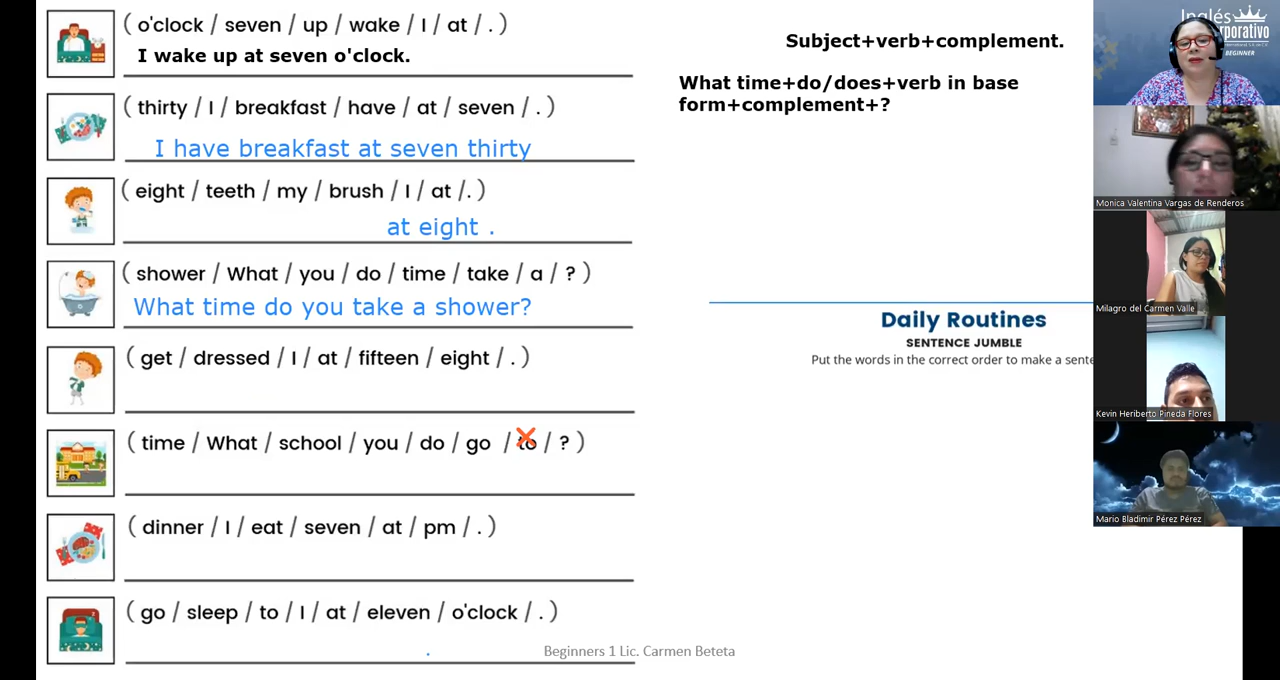 ( o'clock / seven / up / wake / I / at / . )
I wake up at seven o'clock.
( thirty / I / breakfast / have / at / seven / . )
I have breakfast at seven thirty
( eight / teeth / my / brush / I / at /. )
at eight .
( shower / What / you / do / time / take / a / ? )
What time do you take a shower?
( get / dressed / I / at / fifteen / eight / . )
( time / What / school / you / do / go / to / ? )
( dinner / I / eat / seven / at / pm / . )
( go / sleep / to / I / at / eleven / o'clock / . )
.
Beginners 1 Lic. Carmen Beteta
Subject+verb+complement.
What time+do/does+verb in base
form+complement+?
Daily Routines
SENTENCE JUMBLE
Put the words in the correct order to make a sente
Inglés
BEGINNER
Monica Valentina Vargas de Renderos
Milagro del Carmen Valle
Kevin Heriberto Pineda Flores
Mario Bladimir Pérez Pérez